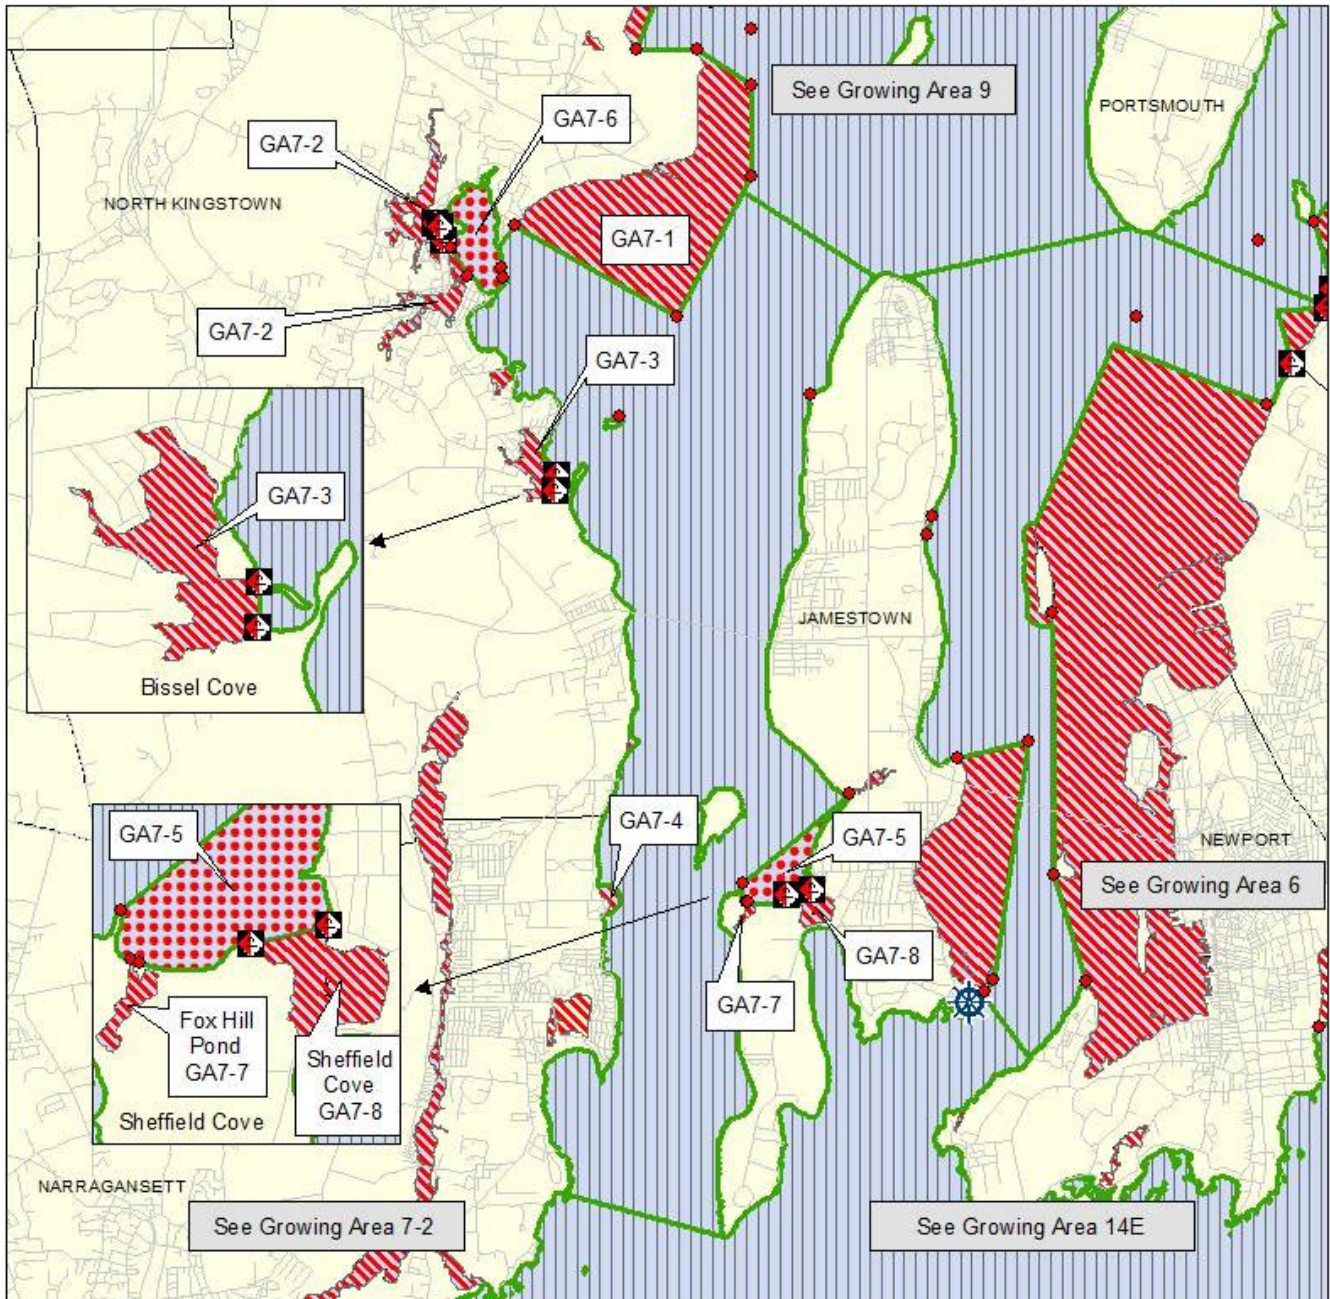 See Growing Area 9
PORTSMOUTH
GA7-6
GA7-2
NORTH KINGSTOWN
GA7-1
GA7-2
GA7-3
GA7-3
Bissel Cove
JAMESTOWN
GA7-5
GA7-4
GA7-5
NEWPORT
See Growing Area 6
GA7-8
GA7-7
Fox Hill
Pond
GA7-7
Sheffield
Cove
GA7-8
Sheffield Cove
NARRAGANSETT
See Growing Area 7-2
See Growing Area 14E